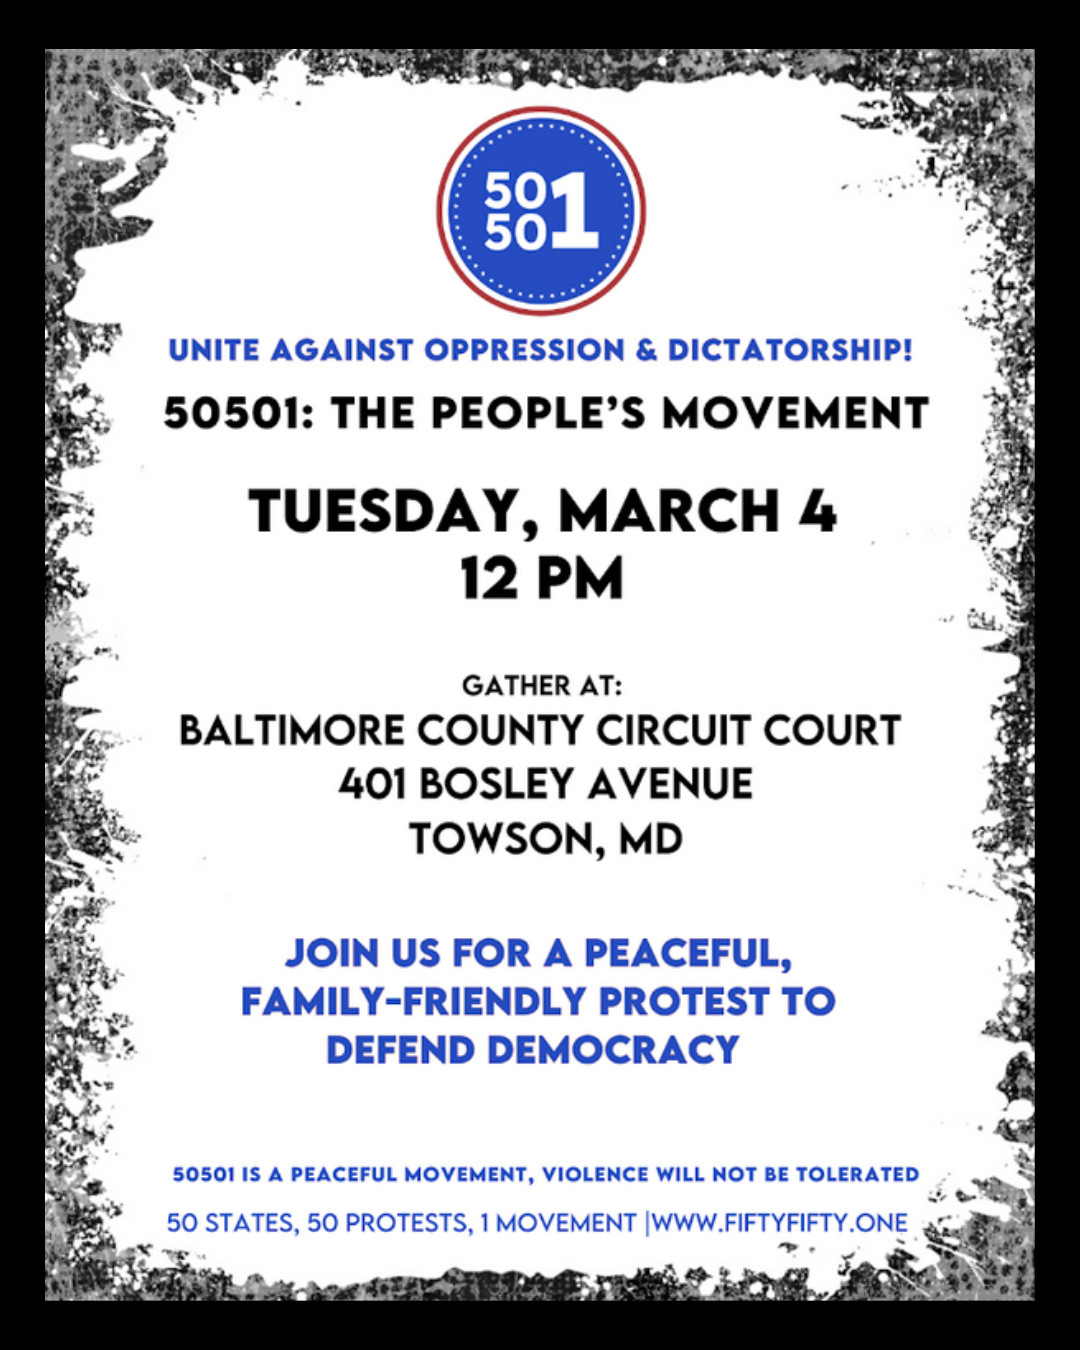 50
50
1
UNITE AGAINST OPPRESSION & DICTATORSHIP!
50501: THE PEOPLE’S MOVEMENT
TUESDAY, MARCH 4
12 PM
GATHER AT:
BALTIMORE COUNTY CIRCUIT COURT
401 BOSLEY AVENUE
TOWSON, MD
JOIN US FOR A PEACEFUL,
FAMILY-FRIENDLY PROTEST TO
DEFEND DEMOCRACY
50501 IS A PEACEFUL MOVEMENT, VIOLENCE WILL NOT BE TOLERATED
50 STATES, 50 PROTESTS, 1 MOVEMENT |WWW.FIFTYFIFTY.ONE